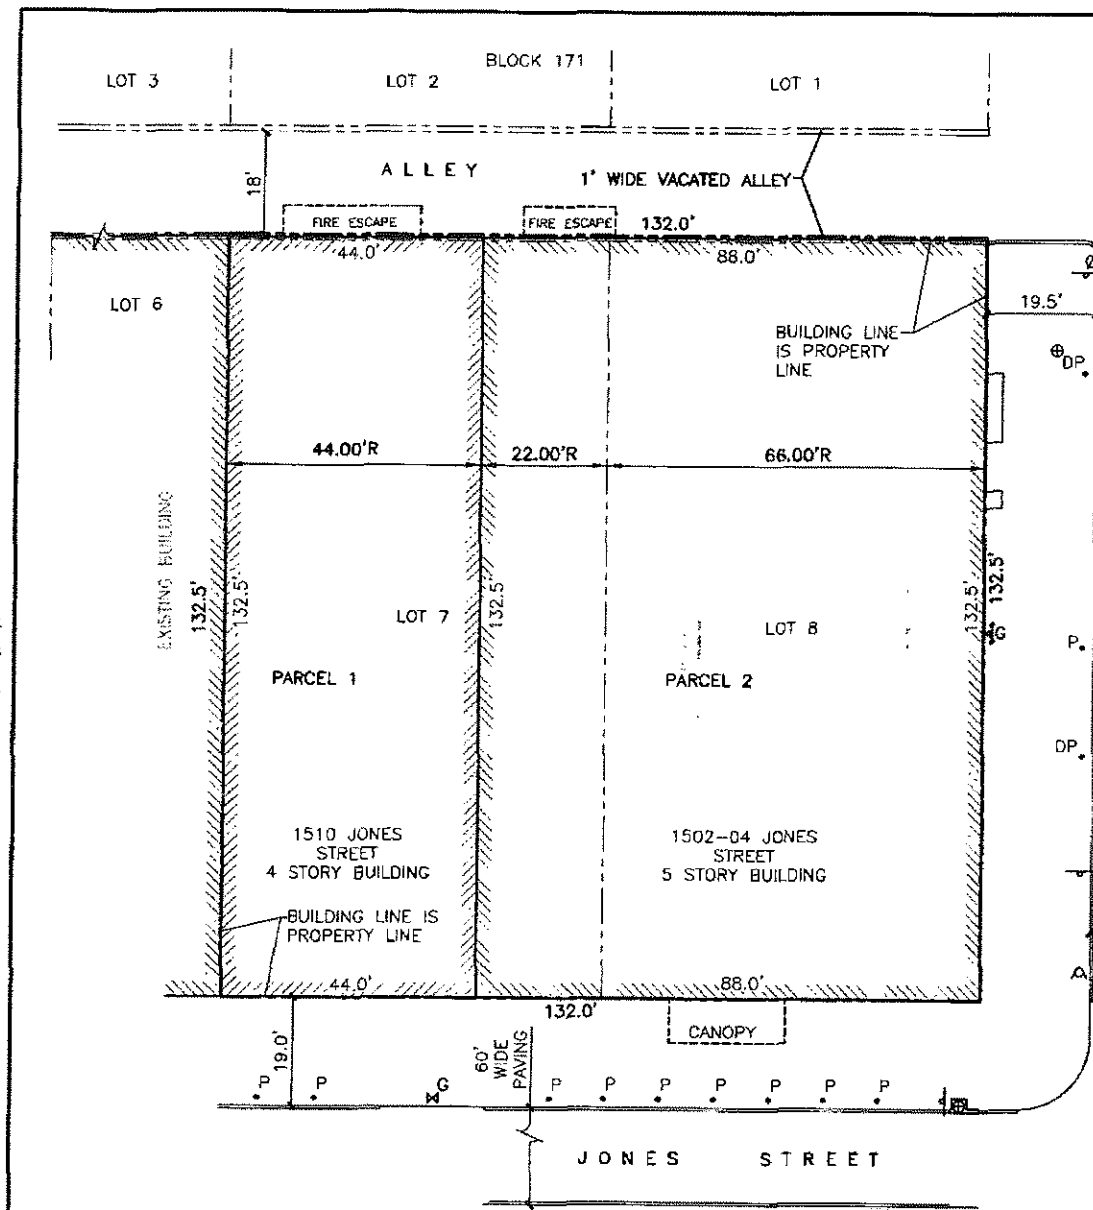 BLOCK 171
LOT 3
LOT 2
LOT 1
ALLEY
1' WIDE VACATED ALLEY
18'
FIRE ESCAPE
FIRE ESCAPE
132.0'
44.0'
88.0'
LOT 6
19.5'
BUILDING LINE
IS PROPERTY
LINE
DP
44.00'R
22.00'R
66.00'R
EXISTING BUILDING
132.5'
132.5'
132.5'
132.5'
132.5'
LOT 7
LOT 8
G
P
PARCEL 1
PARCEL 2
DP
1510 JONES
STREET
4 STORY BUILDING
1502-04 JONES
STREET
5 STORY BUILDING
BUILDING LINE IS
PROPERTY LINE
44.0'
88.0'
132.0'
CANOPY
19.0'
60'
WIDE
PAVING
P
P
G
P
P
P
P
P
P
P
JONES STREET